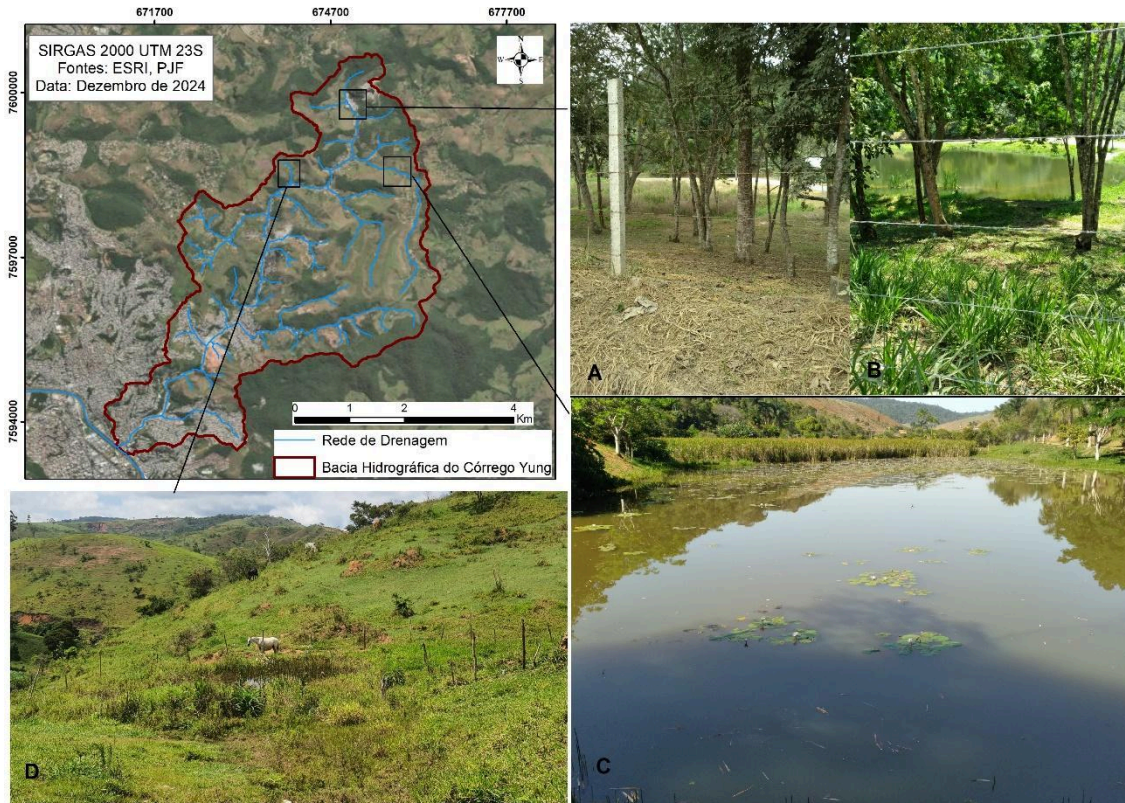 671700 674700 677700
SIRGAS 2000 UTM 23S
Fontes: ESRI, PJF
Data: Dezembro de 2024
N
W E
S
7600000
7597000
7594000
0 1 2 4
Km
Rede de Drenagem
Bacia Hidrográfica do Córrego Yung
A
B
C
D